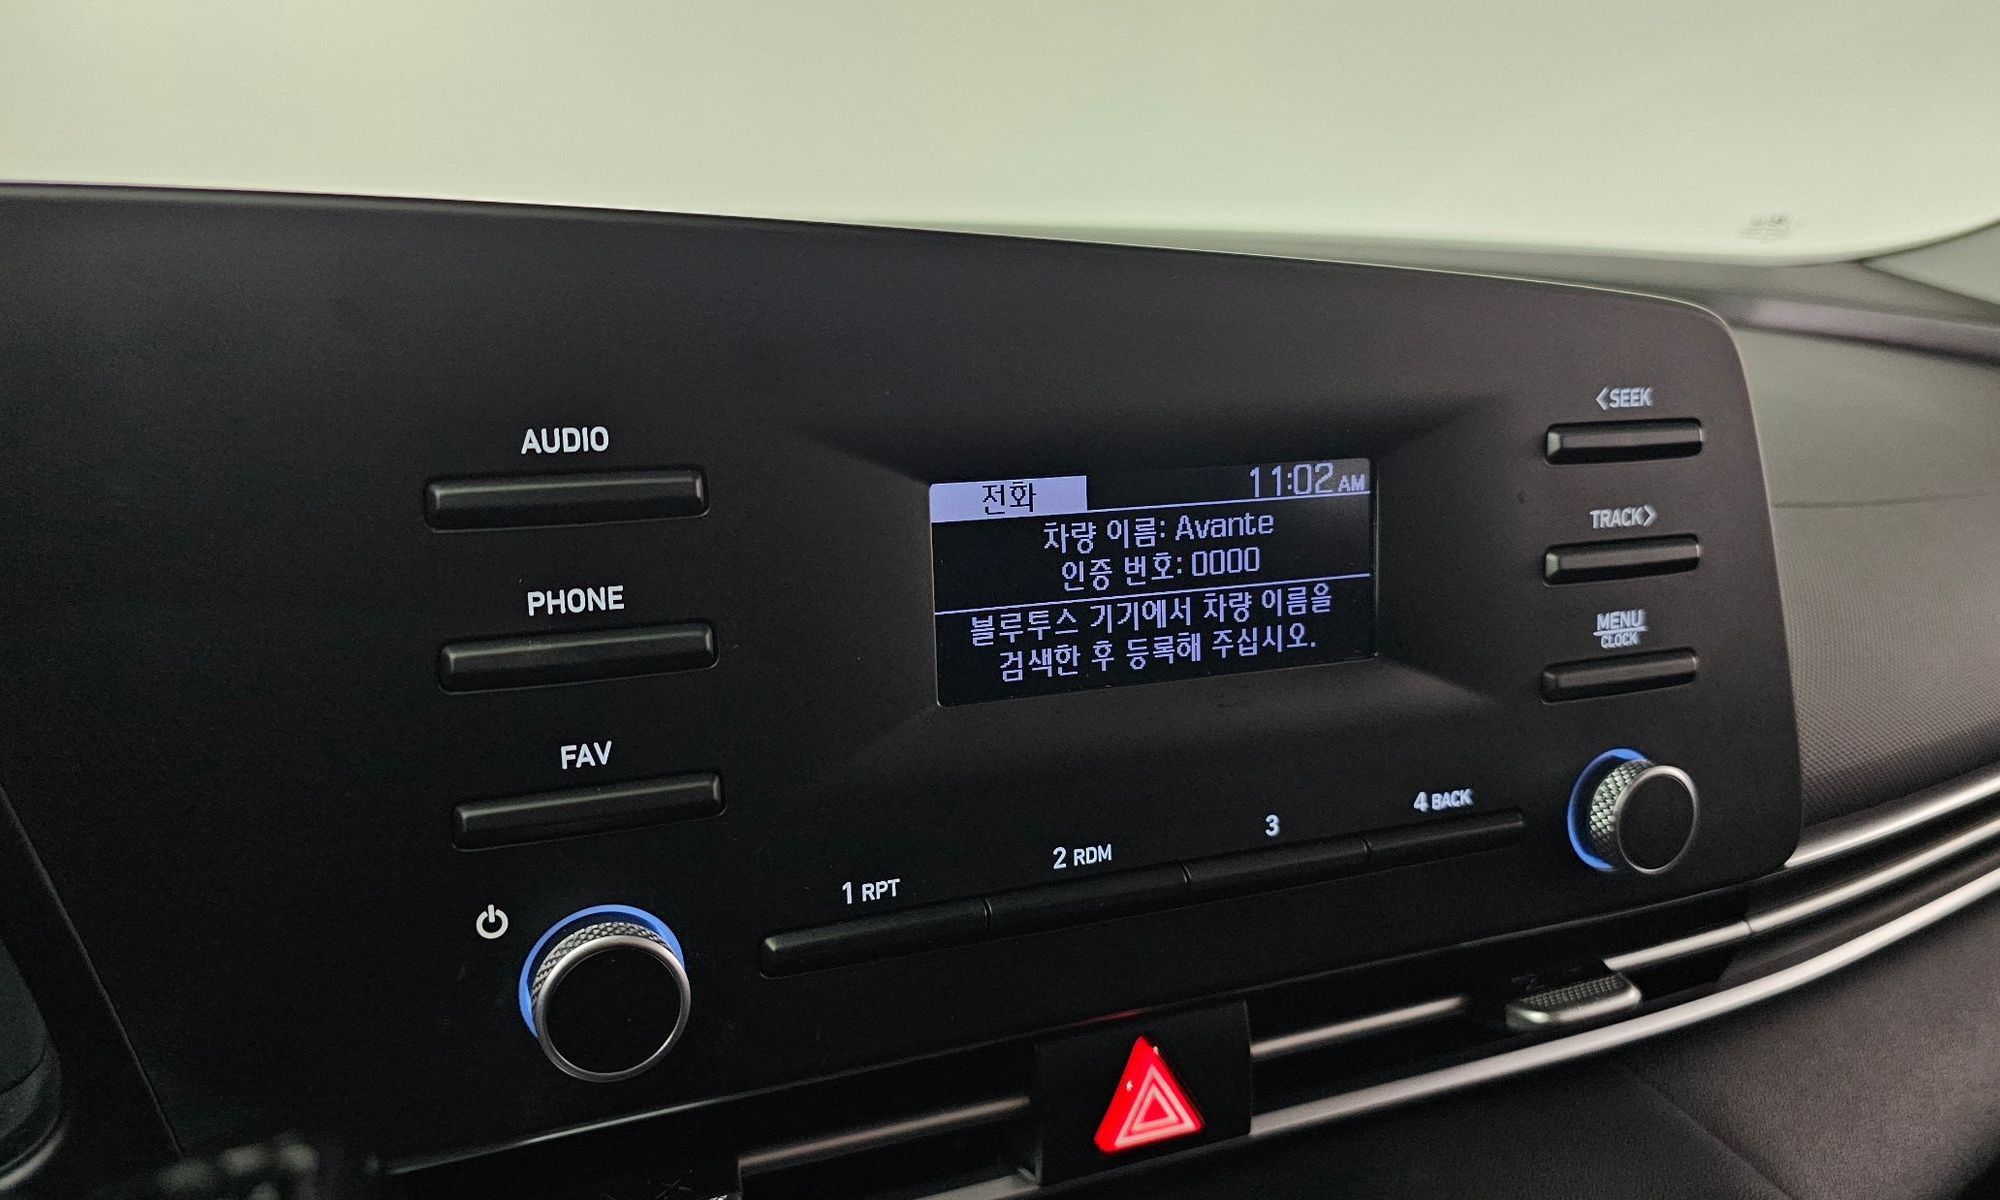 AUDIO
PHONE
FAV
전화
11:02 AM
차량 이름: Avante
인증 번호: 0000
블루투스 기기에서 차량 이름을
검색한 후 등록해 주십시오.
<SEEK
TRACK>
MENU
CLOCK
1 RPT
2 RDM
3
4 BACK